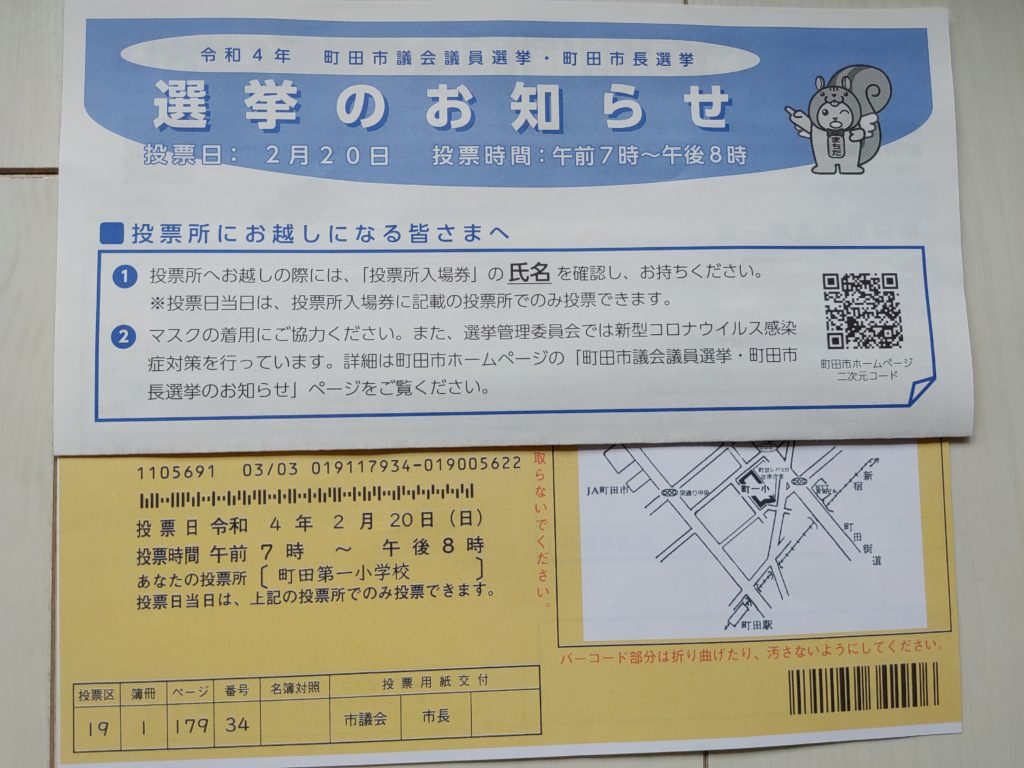 令和4年 町田市議会議員選挙・町田市長選挙
選挙のお知らせ
投票日： 2月20日 投票時間：午前7時～午後8時
まちだ
■投票所にお越しになる皆さまへ
1 投票所へお越しの際には、「投票所入場券」の 氏名 を確認し、お持ちください。
※投票日当日は、投票所入場券に記載の投票所でのみ投票できます。
2 マスクの着用にご協力ください。また、選挙管理委員会では新型コロナウイルス感染
症対策を行っています。詳細は町田市ホームページの「町田市議会議員選挙・町田市
長選挙のお知らせ」ページをご覧ください。
町田市ホームページ
二次元コード
1105691 03/03 019117934-019005622
投票日 令和 4年 2月 20日（日）
投票時間 午前 7時 ～ 午後 8時
あなたの投票所 〔 町田第一小学校 〕
投票日当日は、上記の投票所でのみ投票できます。
取らないでください。
JA町田市
栄通り中央
町一小
新宿
町田街道
町田駅
バーコード部分は折り曲げたり、汚さないようにしてください。
投票区 簿冊 ページ 番号 名簿対照 投票用紙交付
19 1 179 34 市議会 市長